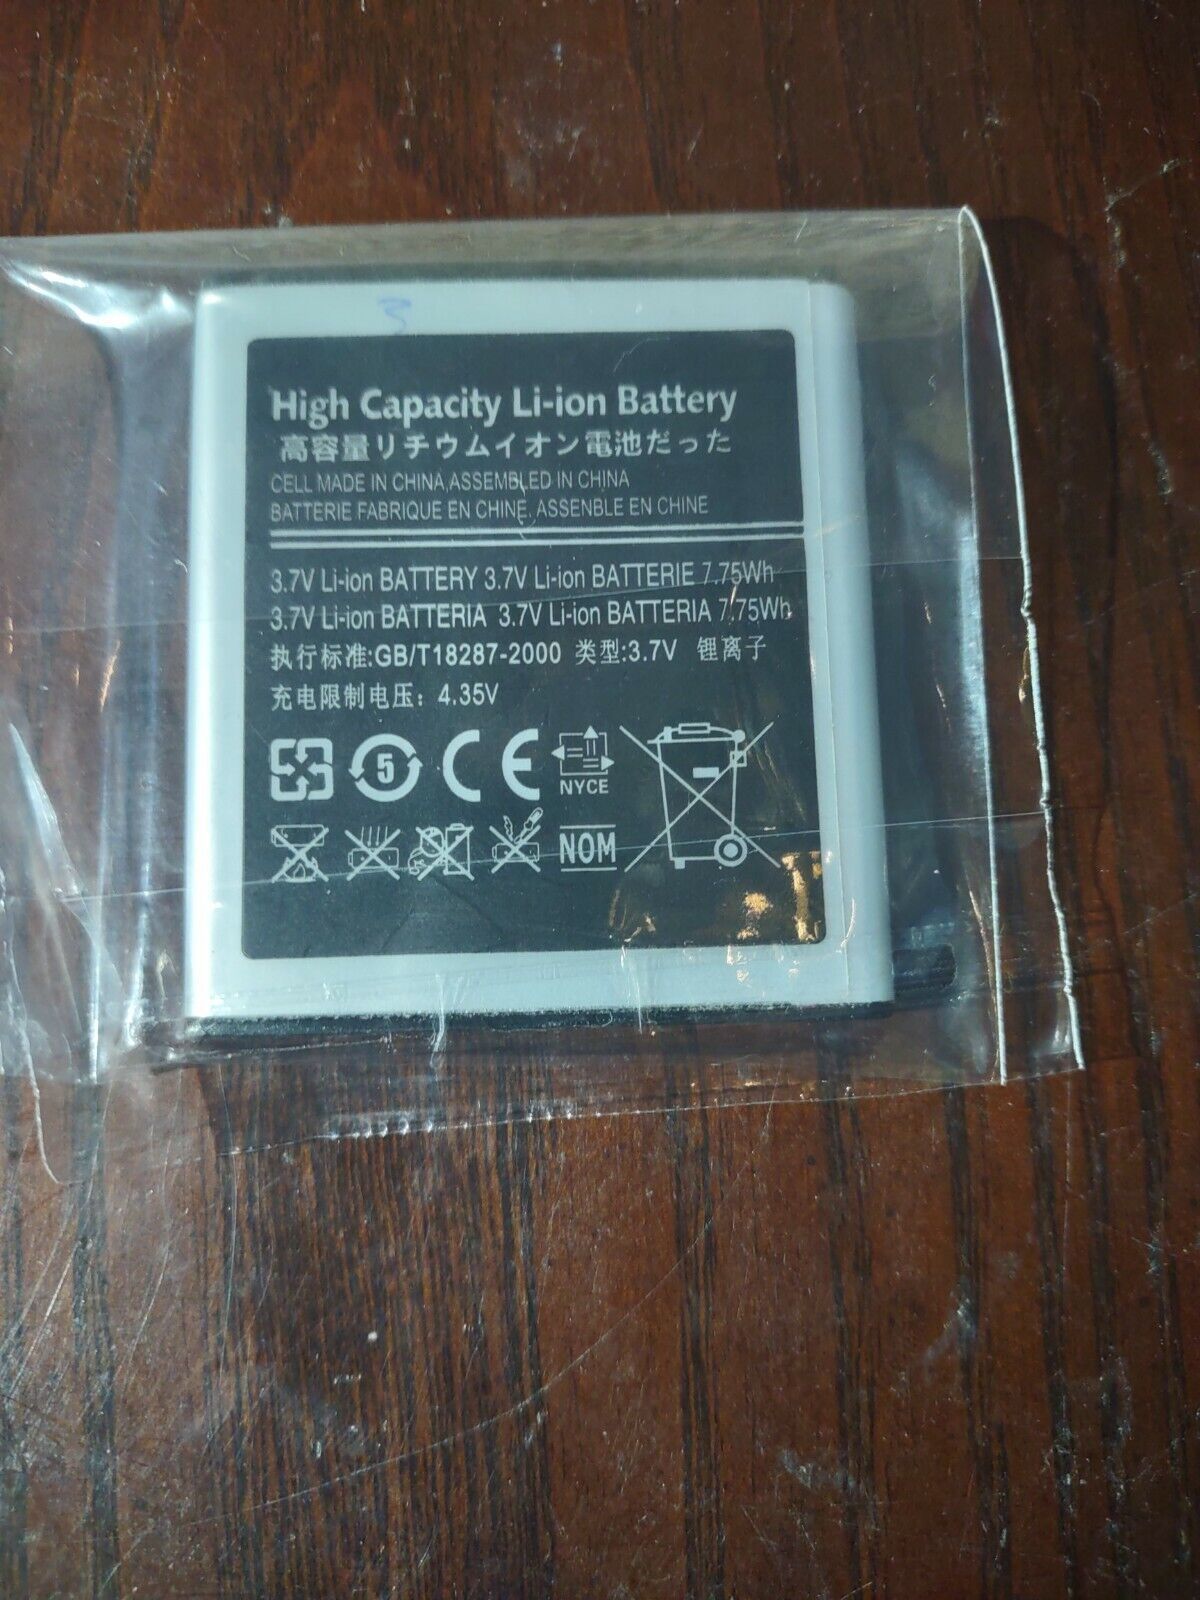 3
High Capacity Li-ion Battery
高容量リチウムイオン電池だった
CELL MADE IN CHINA,ASSEMBLED IN CHINA
BATTERIE FABRIQUE EN CHINE. ASSENBLE EN CHINE
3.7V Li-ion BATTERY 3.7V Li-ion BATTERIE 7.75Wh
3.7V Li-ion BATTERIA 3.7V Li-ion BATTERIA 7.75Wh
执行标准:GB/T18287-2000 类型:3.7V 锂离子
充电限制电压: 4.35V
5 CE NYCE
NOM